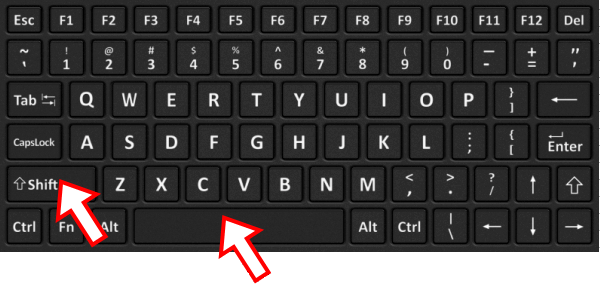 Esc F1 F2 F3 F4 F5 F6 F7 F8 F9 F10 F11 F12 Del
~ ! @ # $ % ^ & * ( ) — + "
` 1 2 3 4 5 6 7 8 9 0 - = '
Tab Q W E R T Y U I O P } ] ←
CapsLock A S D F G H J K L : ; { [ Enter
⇧Shift Z X C V B N M < , > . ? / ↑ ⇧
Ctrl Fn Alt Alt Ctrl | \ ← ↓ →